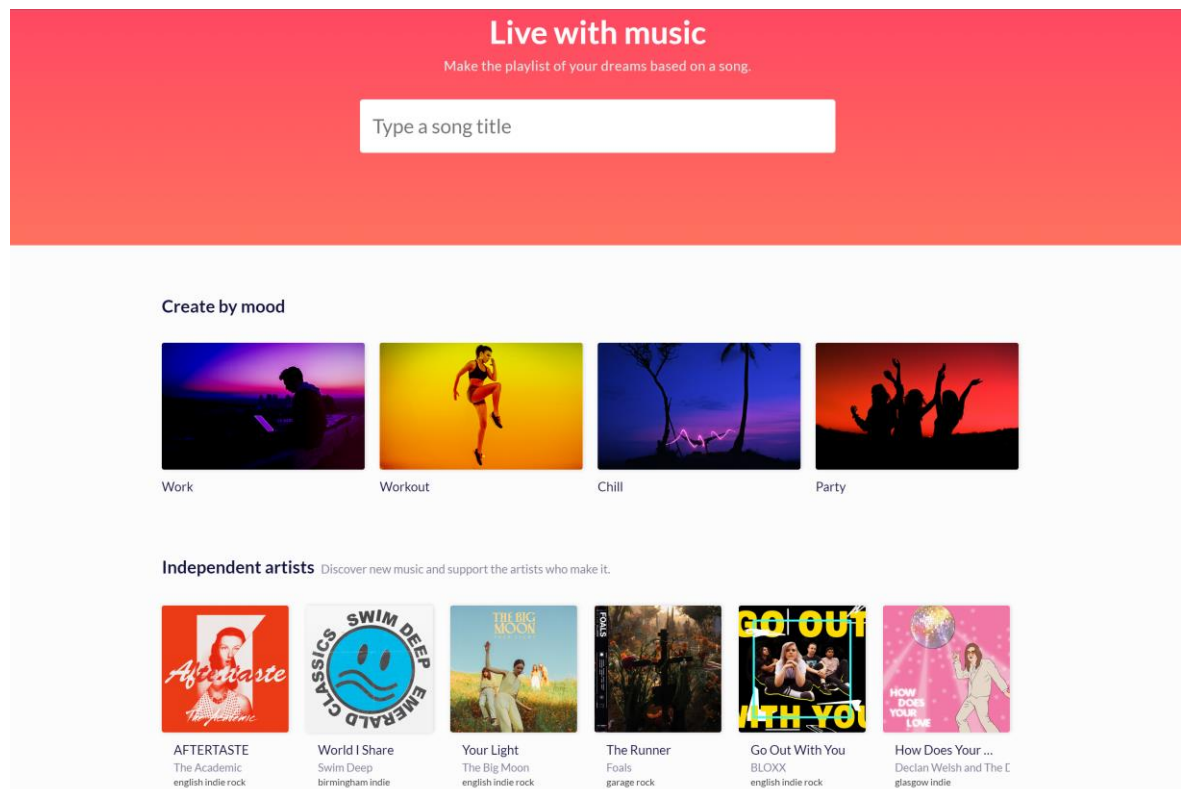 Live with music
Make the playlist of your dreams based on a song.
Type a song title
Create by mood
Work
Workout
Chill
Party
Independent artists Discover new music and support the artists who make it.
Aftertaste
The Academic
SWIM DEEP EMERALD CLASSICS
THE BIG
MOON
FOALS
GO OUT
WITH YOU
HOW
DOES
YOUR
LOVE
AFTERTASTE
The Academic
english indie rock
World I Share
Swim Deep
birmingham indie
Your Light
The Big Moon
english indie rock
The Runner
Foals
garage rock
Go Out With You
BLOXX
english indie rock
How Does Your ...
Declan Welsh and The D
glasgow indie